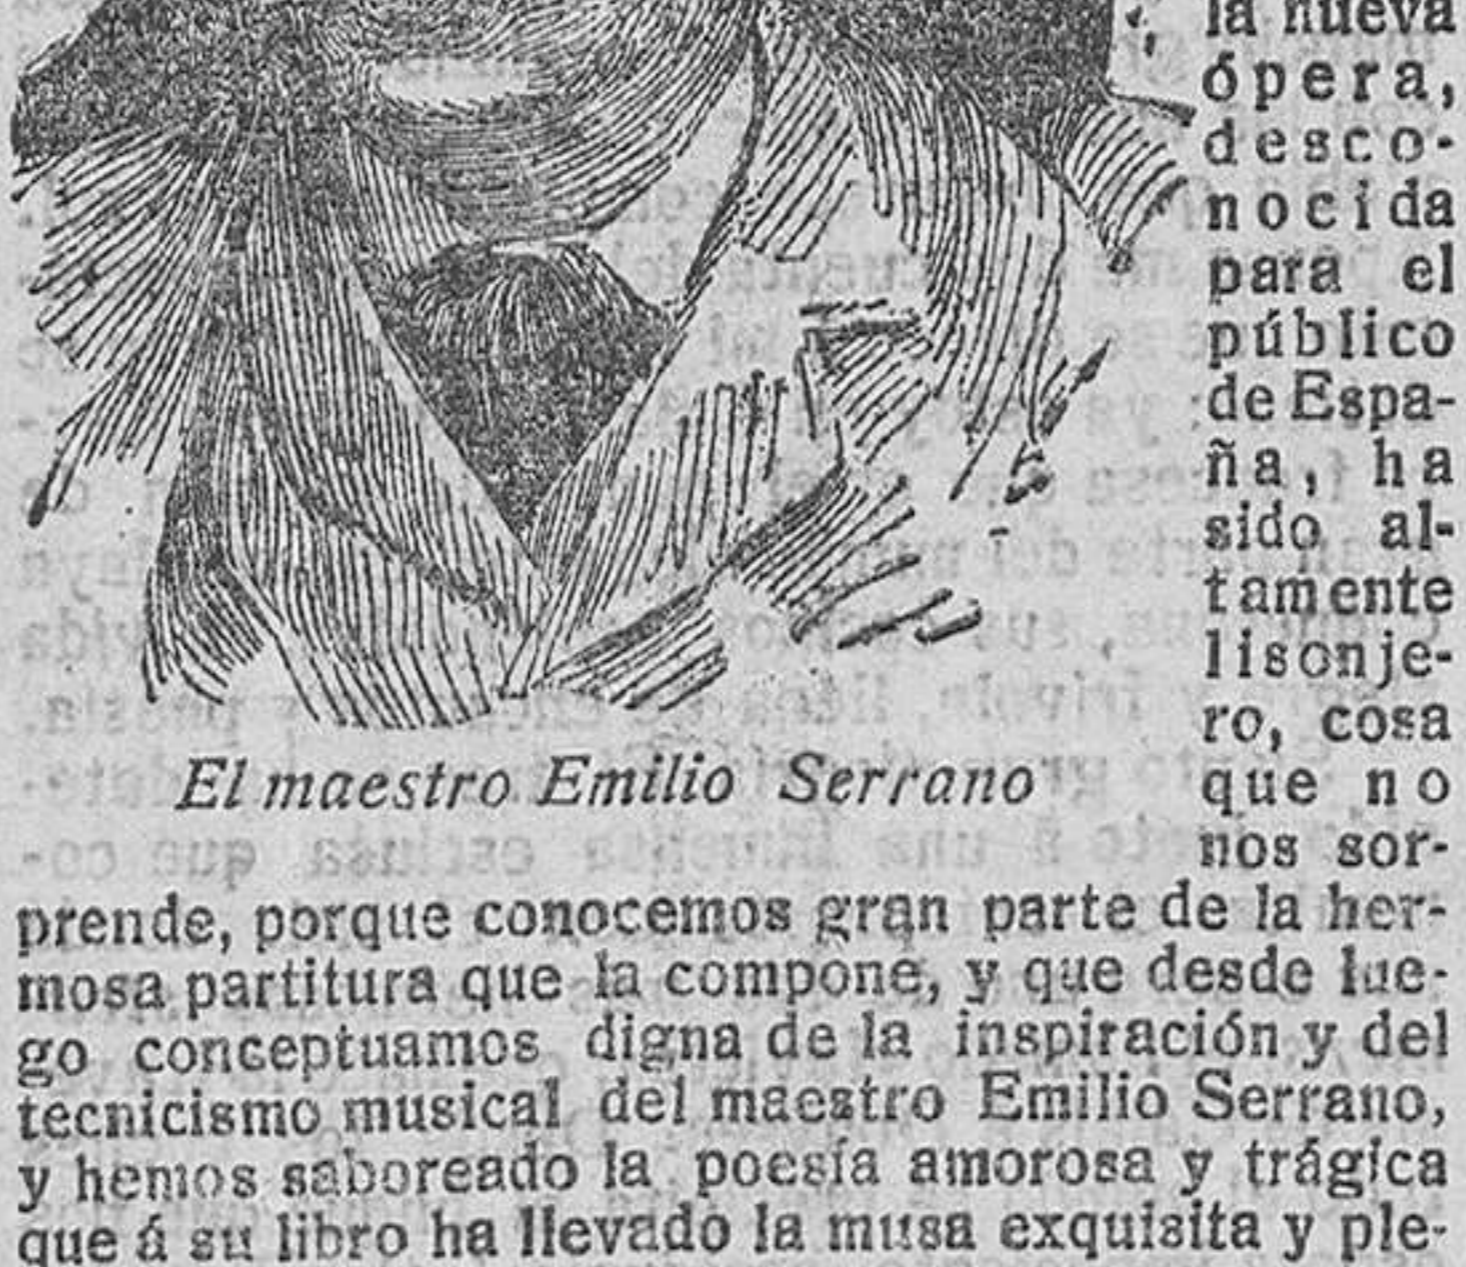 la nueva
ópera,
desco-
nocida
para el
público
de Espa-
ña, ha
sido al-
tamente
lisonje-
ro, cosa
que no
nos sor-
El maestro Emilio Serrano
prende, porque conocemos gran parte de la her-
mosa partitura que la compone, y que desde lue-
go conceptuamos digna de la inspiración y del
tecnicismo musical del maestro Emilio Serrano,
y hemos saboreado la poesía amorosa y trágica
que á su libro ha llevado la musa exquisita y ple-